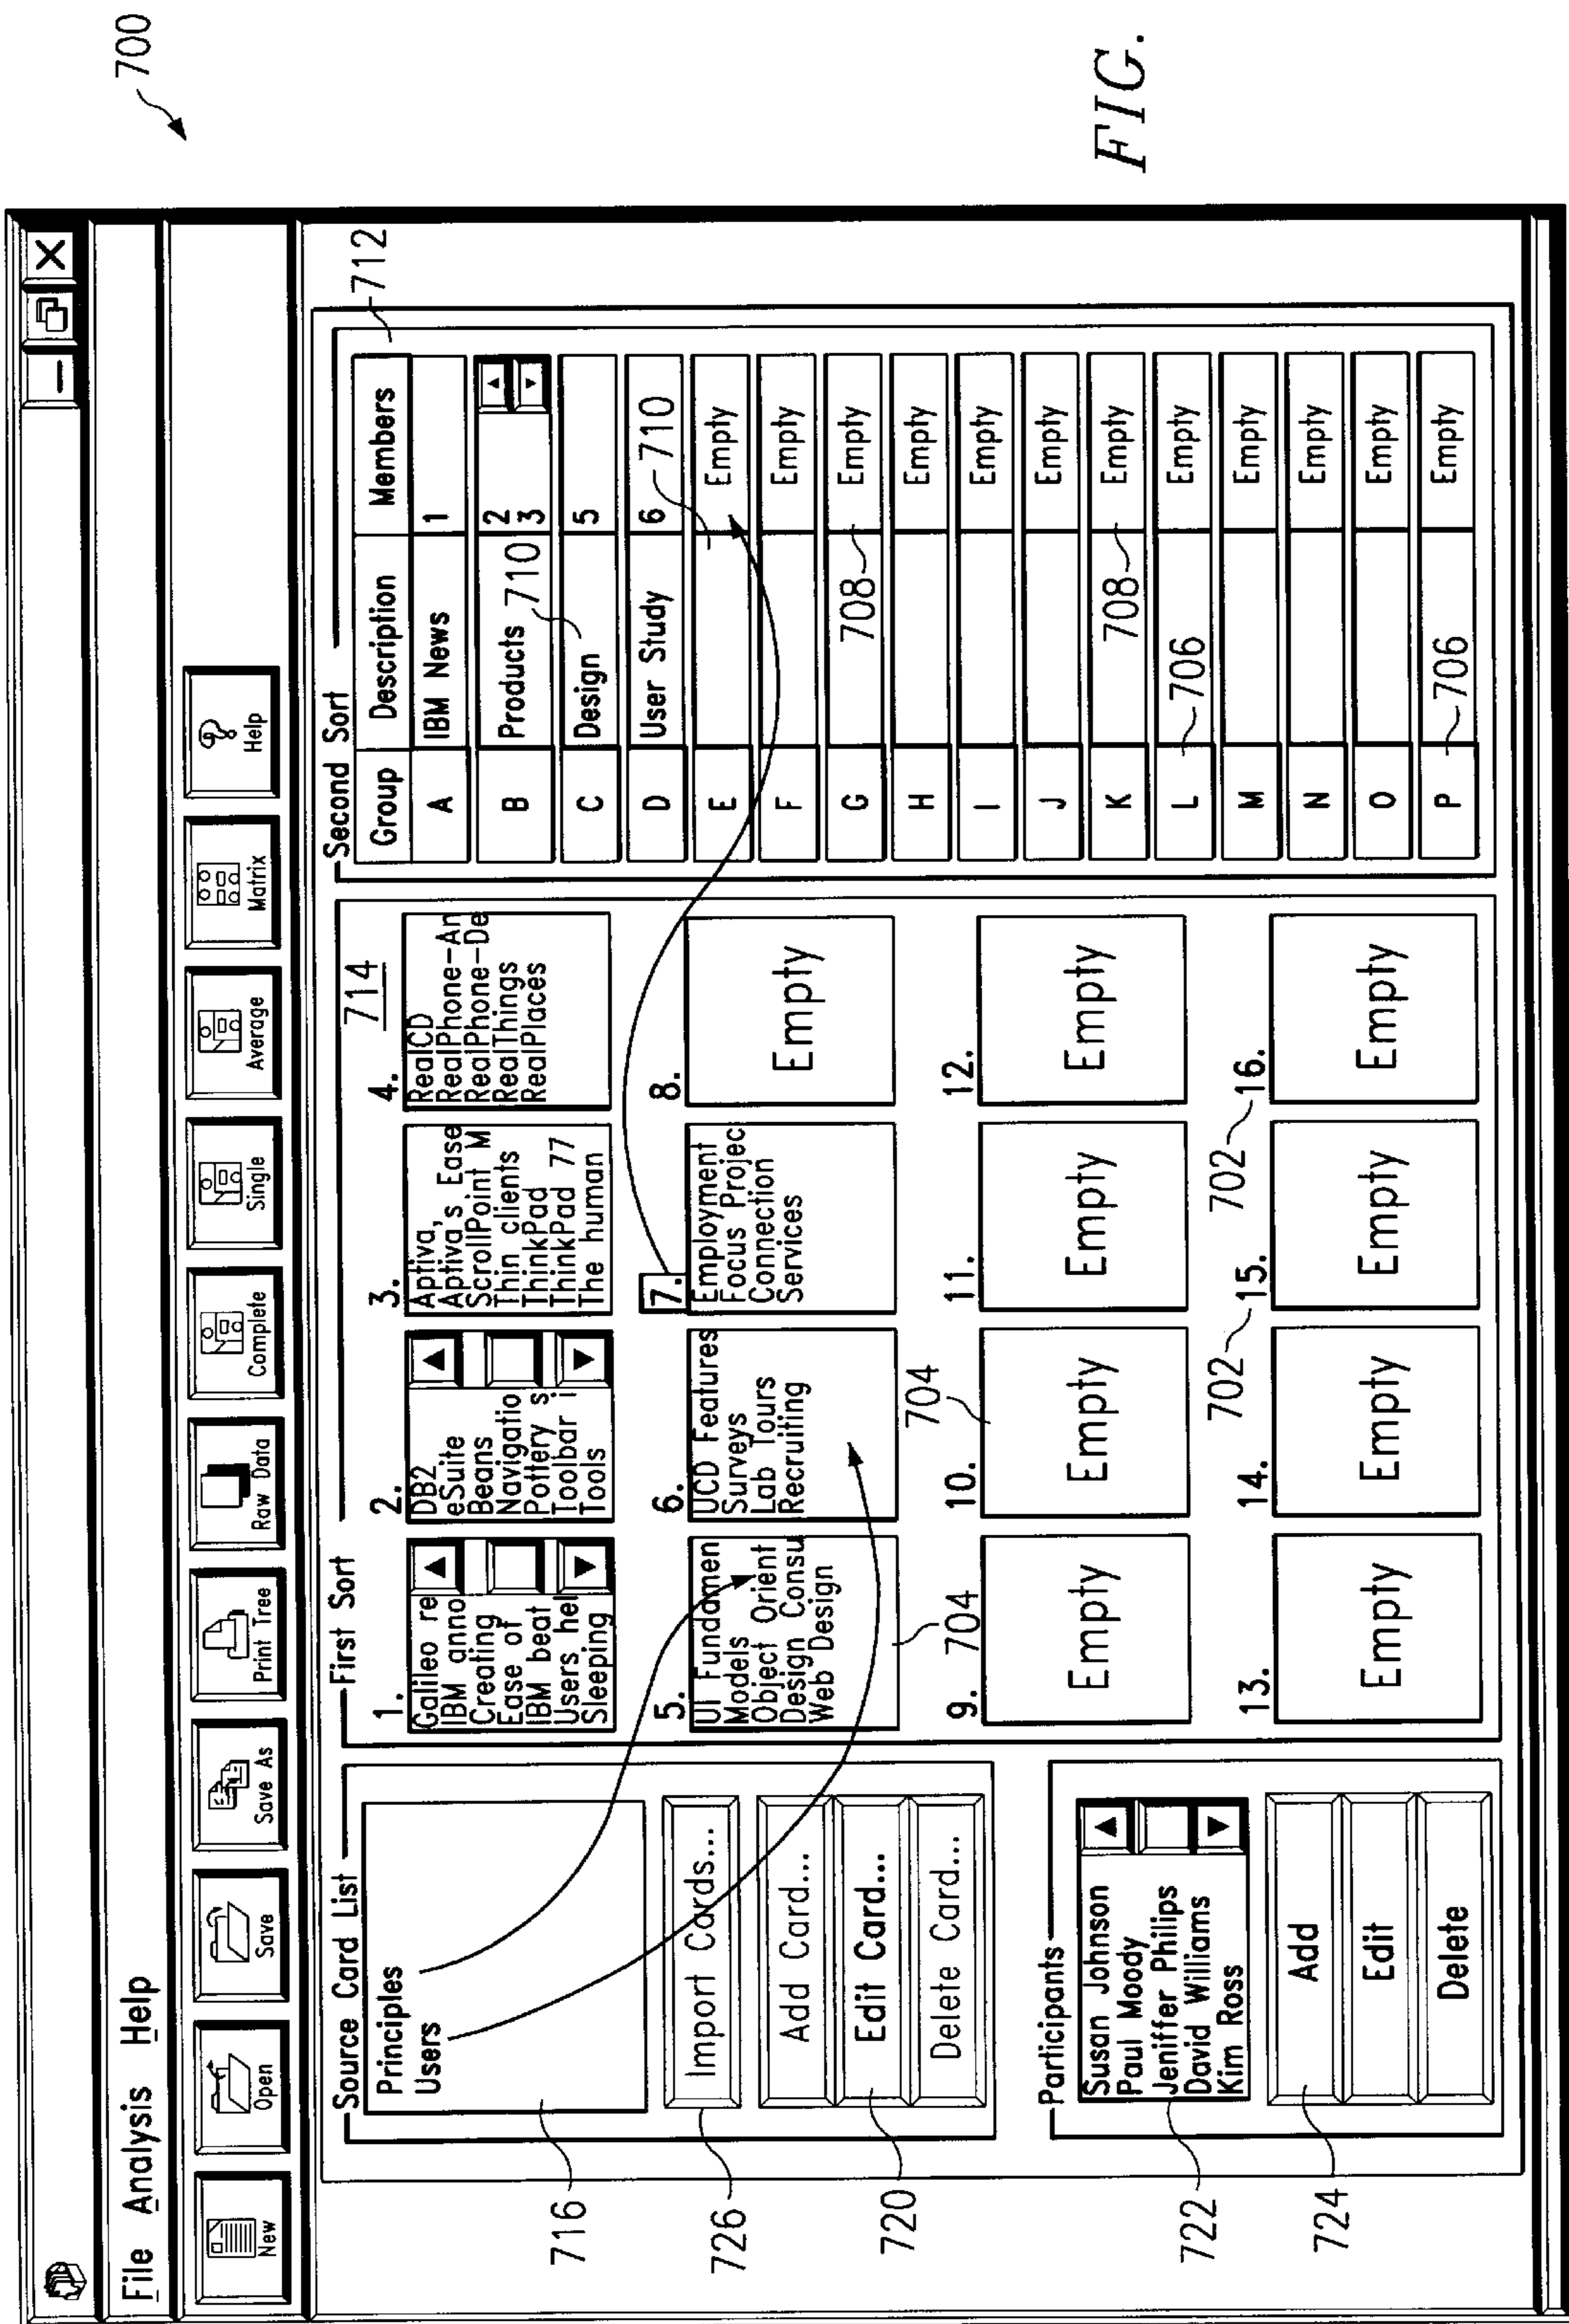 700
File Analysis Help
New
Open
Save
Save As
Print Tree
Raw Data
Complete
Single
Average
Matrix
Help
Source Card List
Principles
Users
716
Import Cards...
726
Add Card...
Edit Card...
720
Delete Card...
Participants
Susan Johnson
Paul Moody
Jeniffer Philips
David Williams
Kim Ross
722
Add
Edit
Delete
724
First Sort
714
1.
Galileo re
IBM anno
Creating
Ease of
IBM beat
Users hel
Sleeping
2.
DB2
eSuite
Beans
Navigatio
Pottery s
Toolbar i
Tools
3.
Aptiva,
Aptiva's Ease
ScrollPoint M
Thin clients
ThinkPad
ThinkPad 77
The human
4.
RealCD
RealPhone-An
RealPhone-De
RealThings
RealPlaces
5.
UI Fundamen
Models
Object Orient
Design Consu
Web Design
704
6.
UCD Features
Surveys
Lab Tours
Recruiting
7.
Employment
Focus Projec
Connection
Services
8.
Empty
9.
Empty
10.
704
Empty
11.
Empty
12.
Empty
13.
Empty
14.
Empty
702
15.
Empty
702
16.
Empty
Second Sort
712
Group Description Members
A IBM News 1
B Products 2
3
710
C Design 5
D User Study 6
710
E Empty
F Empty
G Empty
708
H Empty
I Empty
J Empty
K Empty
708
L Empty
706
M Empty
N Empty
O Empty
P Empty
706
FIG.